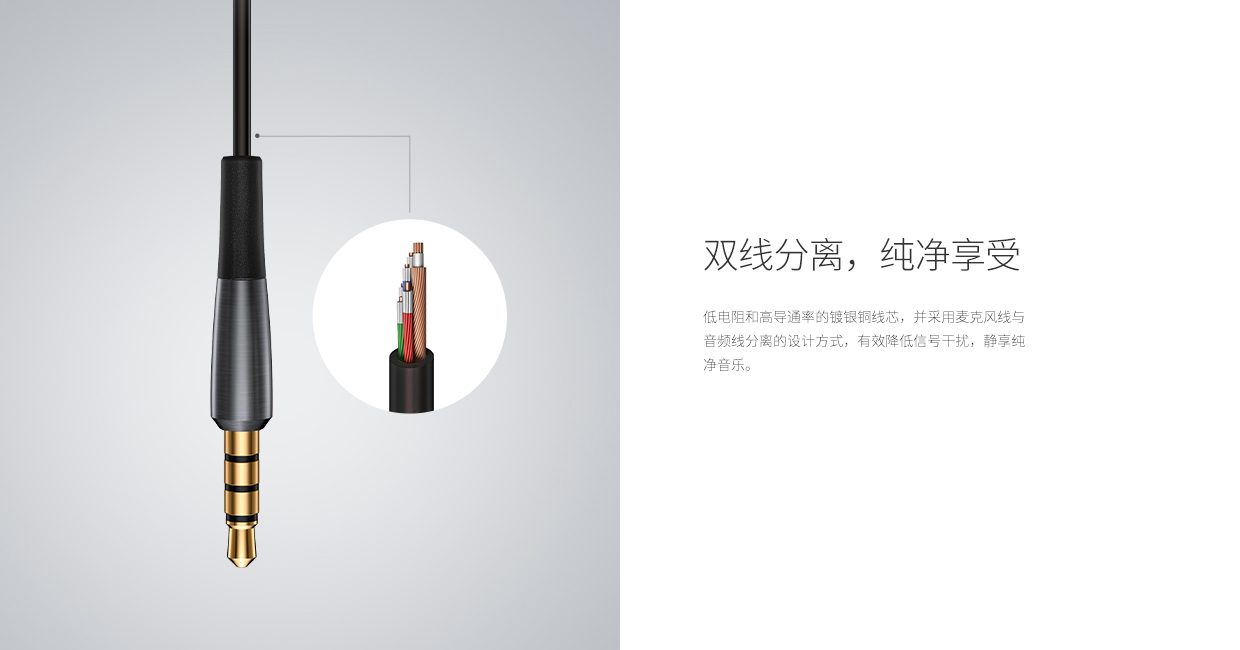 双线分离，纯净享受
低电阻和高导通率的镀银铜线芯，并采用麦克风线与
音频线分离的设计方式，有效降低信号干扰，静享纯
净音乐。